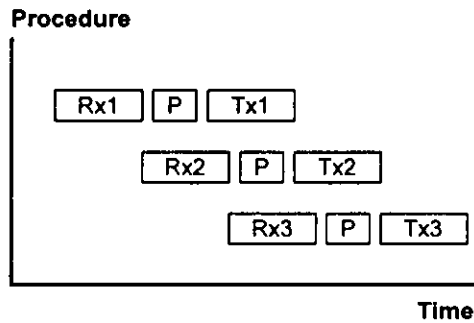 Procedure
Rx1 P Tx1
Rx2 P Tx2
Rx3 P Tx3
Time